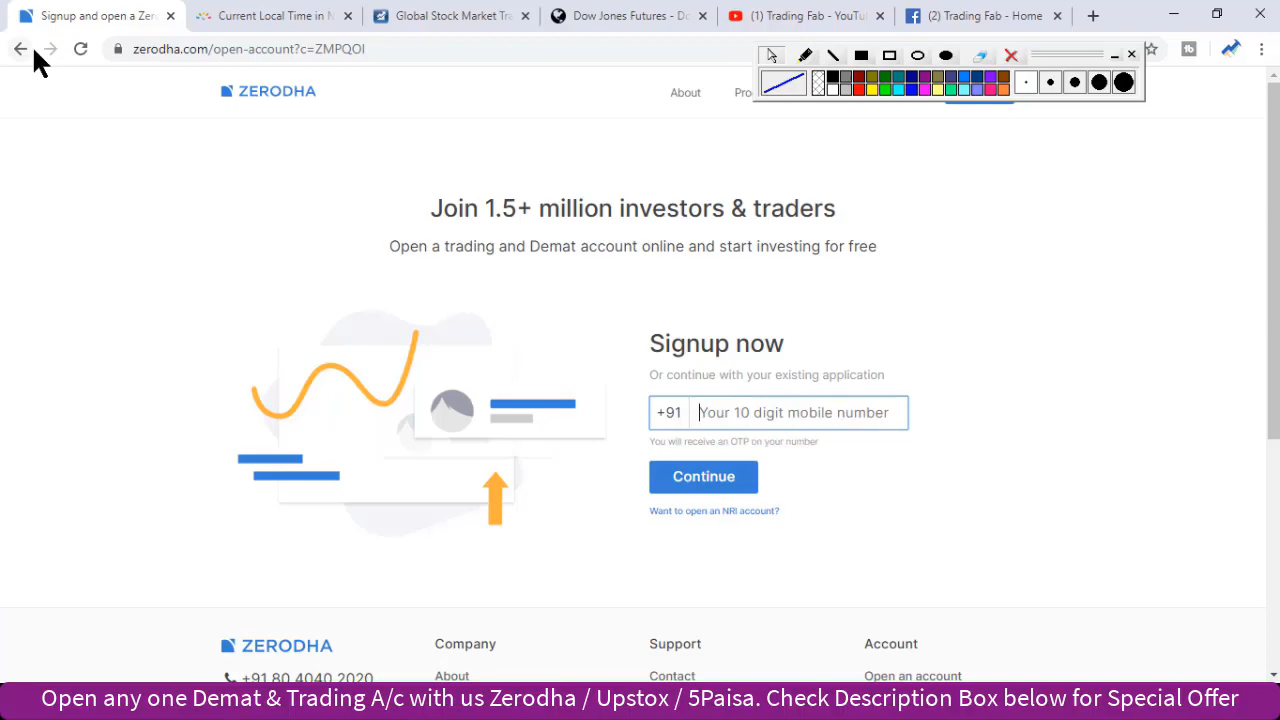 Signup and open a Zer
Current Local Time in N
Global Stock Market Tra
Dow Jones Futures - Do
(1) Trading Fab - YouTu
(2) Trading Fab - Home
zerodha.com/open-account?c=ZMPQOI
ZERODHA
About
Pro
Join 1.5+ million investors & traders
Open a trading and Demat account online and start investing for free
Signup now
Or continue with your existing application
+91 Your 10 digit mobile number
You will receive an OTP on your number
Continue
Want to open an NRI account?
ZERODHA
Company
Support
Account
+91 80 4040 2020
About
Contact
Open an account
Open any one Demat & Trading A/c with us Zerodha / Upstox / 5Paisa. Check Description Box below for Special Offer